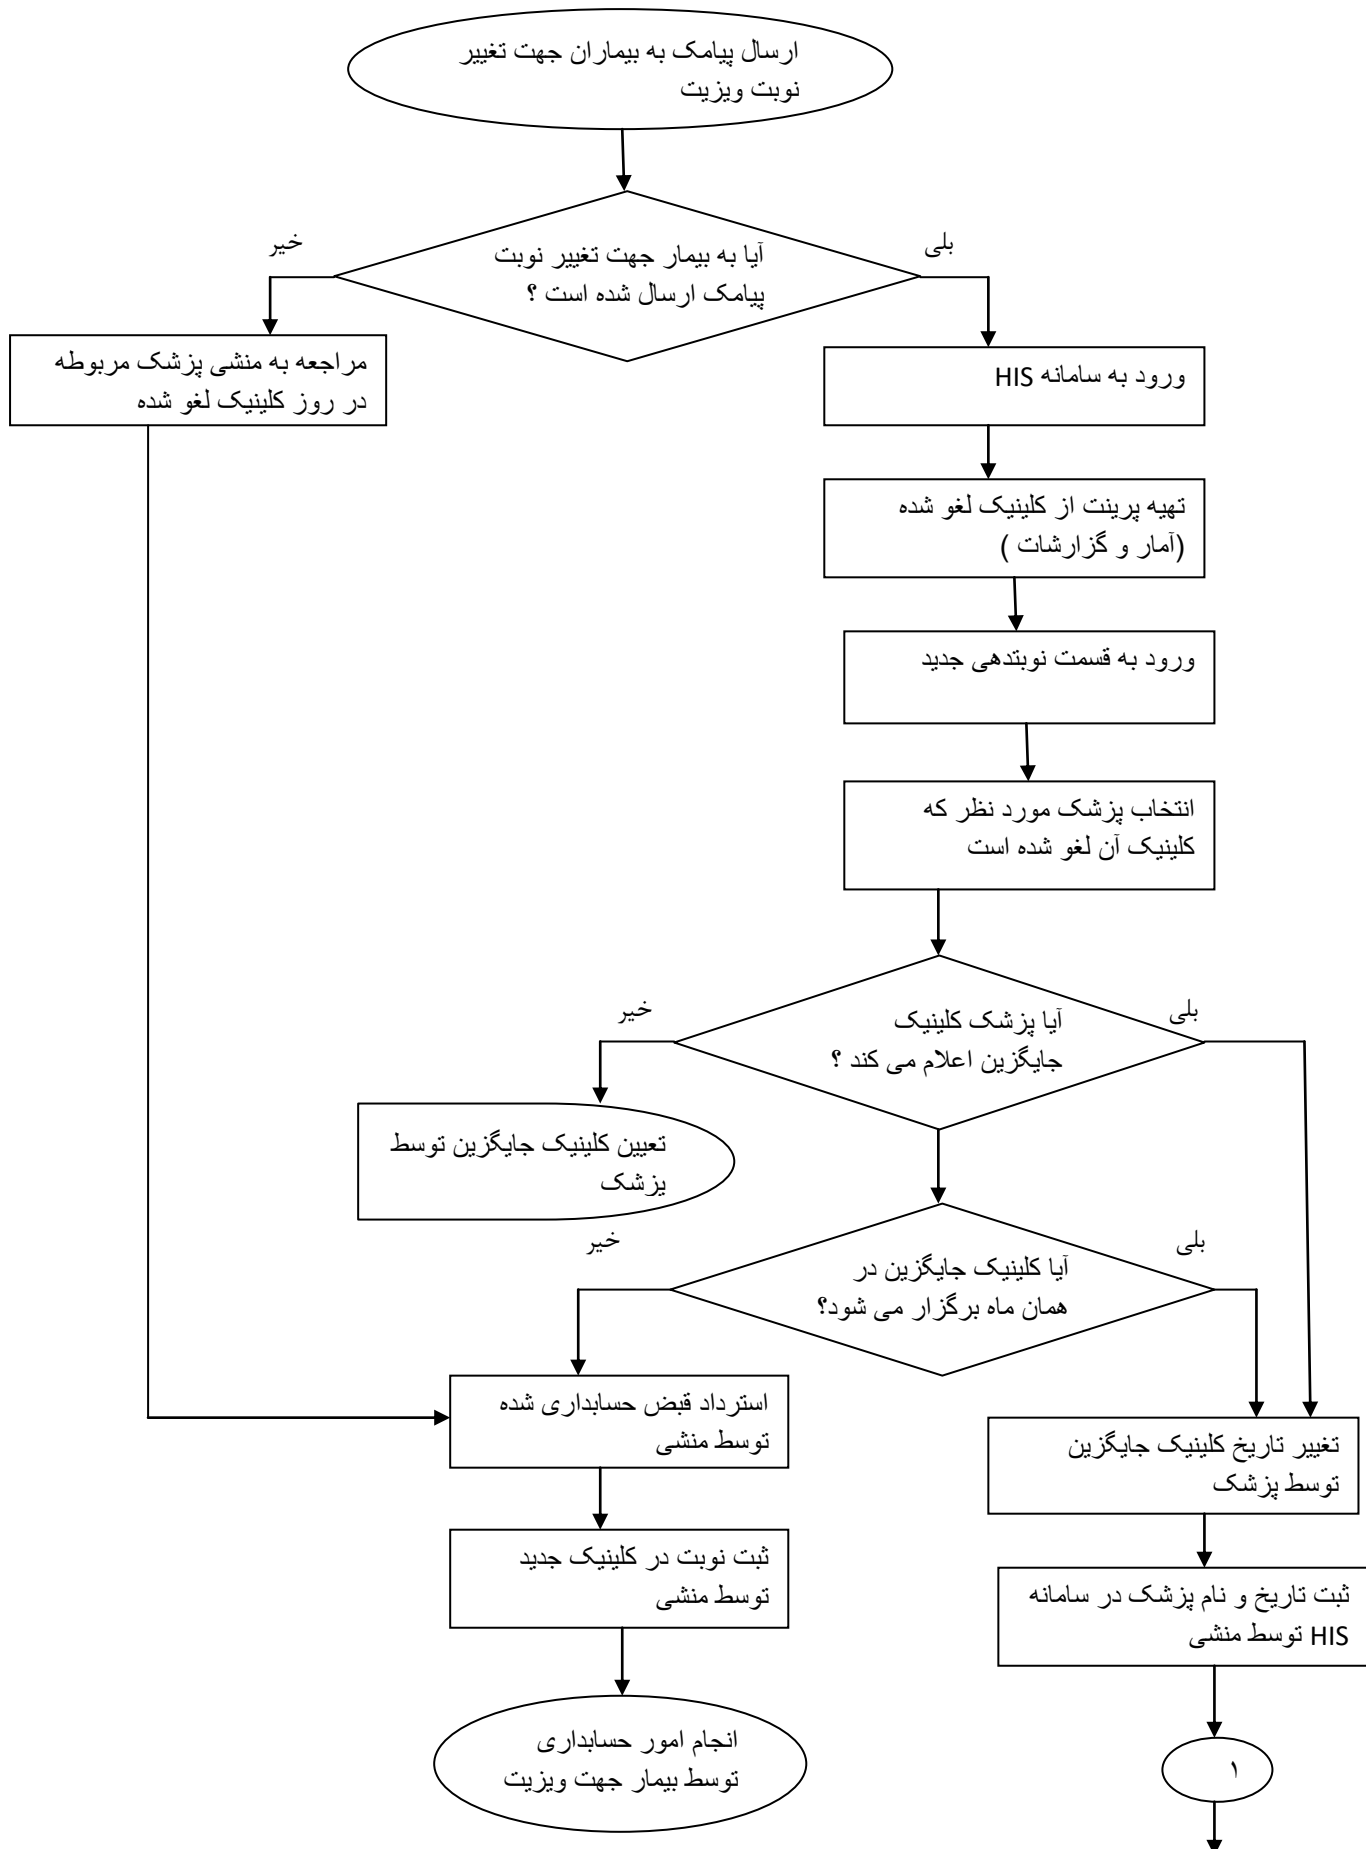 ارسال پیامک به بیماران جهت تغییر
نوبت ویزیت
آیا به بیمار جهت تغییر نوبت
پیامک ارسال شده است ؟
بلی
خیر
مراجعه به منشی پزشک مربوطه
در روز کلینیک لغو شده
ورود به سامانه HIS
تهیه پرینت از کلینیک لغو شده
(آمار و گزارشات )
ورود به قسمت نوبتدهی جدید
انتخاب پزشک مورد نظر که
کلینیک آن لغو شده است
آیا پزشک کلینیک
جایگزین اعلام می کند ؟
بلی
خیر
تعیین کلینیک جایگزین توسط
پزشک
آیا کلینیک جایگزین در
همان ماه برگزار می شود؟
بلی
خیر
استرداد قبض حسابداری شده
توسط منشی
تغییر تاریخ کلینیک جایگزین
توسط پزشک
ثبت نوبت در کلینیک جدید
توسط منشی
ثبت تاریخ و نام پزشک در سامانه
HIS توسط منشی
انجام امور حسابداری
توسط بیمار جهت ویزیت
۱